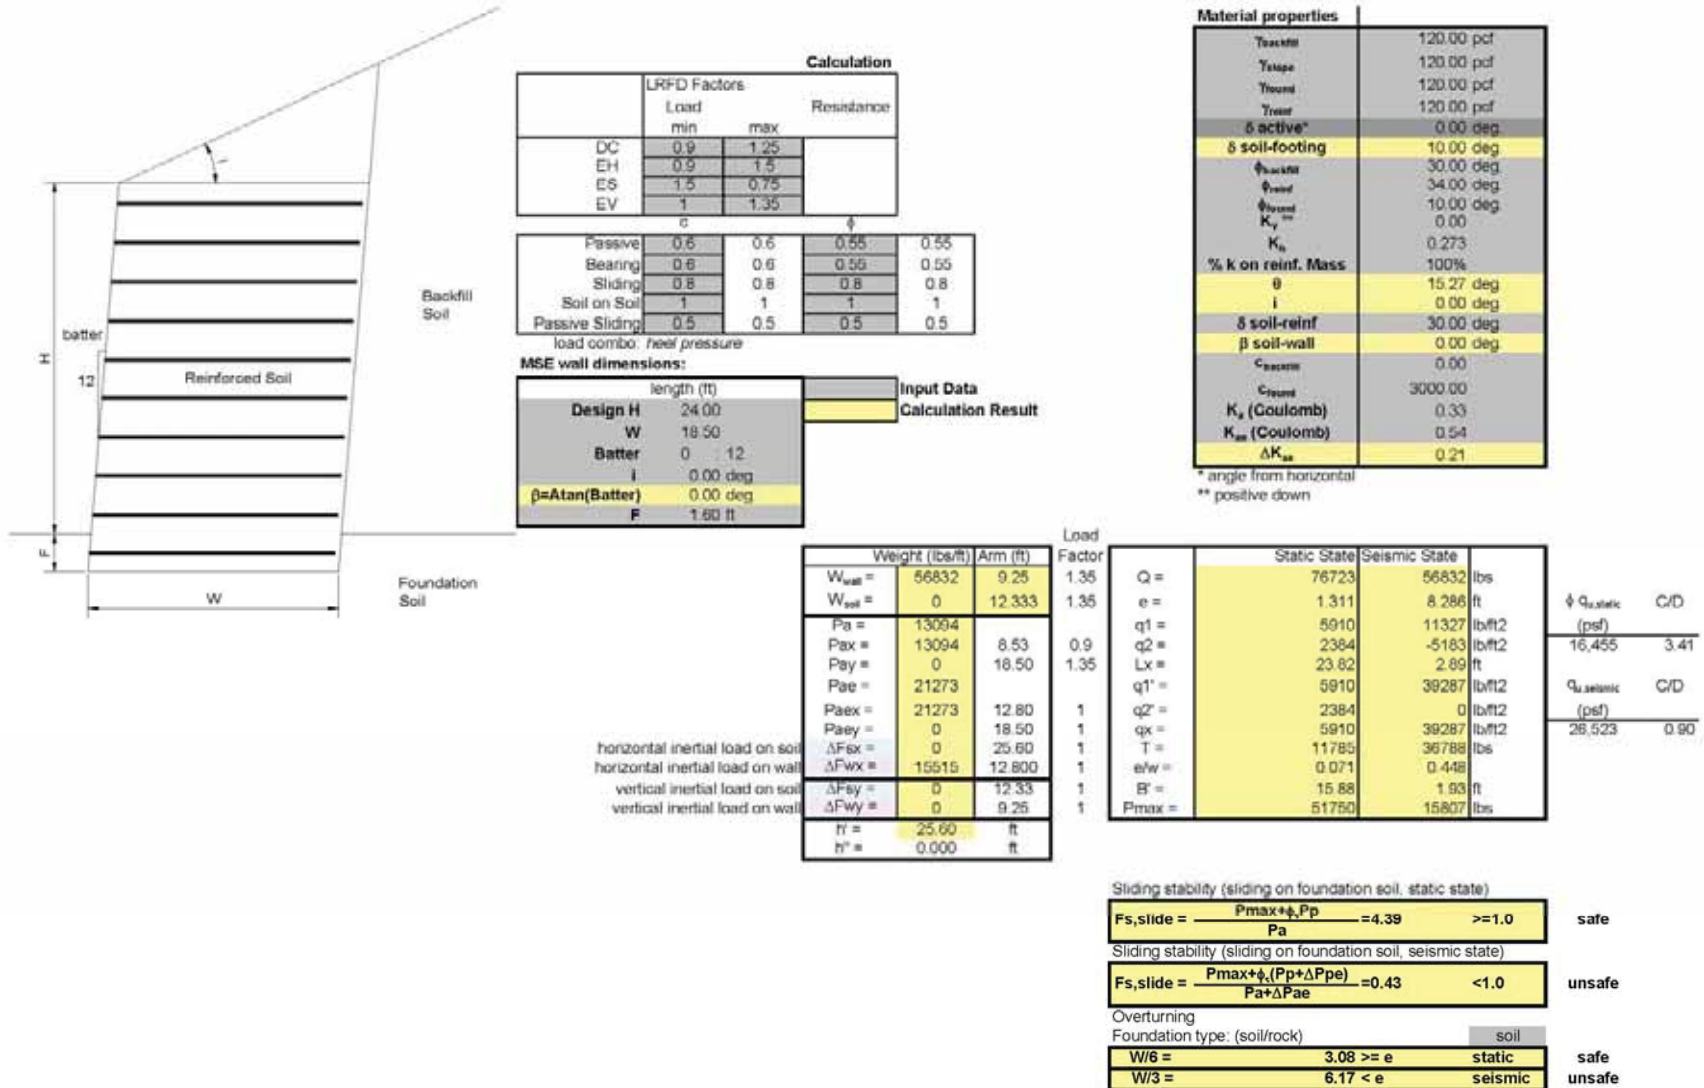 Material properties
γbackfill 120.00 pcf
γslope 120.00 pcf
γfound 120.00 pcf
γreinf 120.00 pcf
δ active* 0.00 deg.
δ soil-footing 10.00 deg.
ϕbackfill 30.00 deg.
ϕreinf 34.00 deg.
ϕfound 10.00 deg.
Kv ** 0.00
Kh 0.273
% k on reinf. Mass 100%
θ 15.27 deg
i 0.00 deg
δ soil-reinf 30.00 deg
β soil-wall 0.00 deg
cbackfill 0.00
cfound 3000.00
Ka (Coulomb) 0.33
Kae (Coulomb) 0.54
ΔKae 0.21
* angle from horizontal
** positive down
Calculation
LRFD Factors
Load Resistance
min max
DC 0.9 1.25
EH 0.9 1.5
ES 1.5 0.75
EV 1 1.35
ϕ
Passive 0.6 0.6 0.55 0.55
Bearing 0.6 0.6 0.55 0.55
Sliding 0.8 0.8 0.8 0.8
Soil on Soil 1 1 1 1
Passive Sliding 0.5 0.5 0.5 0.5
load combo: heel pressure
MSE wall dimensions:
length (ft)
Design H 24.00
W 18.50
Batter 0 : 12
i 0.00 deg
β=Atan(Batter) 0.00 deg
F 1.60 ft
Input Data
Calculation Result
i
H
batter
12
Reinforced Soil
Backfill
Soil
F
W
Foundation
Soil
Weight (lbs/ft) Arm (ft) Load Factor
Wwall = 56832 9.25 1.35
Wsoil = 0 12.333 1.35
Pa = 13094
Pax = 13094 8.53 0.9
Pay = 0 18.50 1.35
Pae = 21273
Paex = 21273 12.80 1
Paey = 0 18.50 1
horizontal inertial load on soil ΔFsx = 0 25.60 1
horizontal inertial load on wall ΔFwx = 15515 12.800 1
vertical inertial load on soil ΔFsy = 0 12.33 1
vertical inertial load on wall ΔFwy = 0 9.25 1
h' = 25.60 ft
h" = 0.000 ft
Static State Seismic State
Q = 76723 56832 lbs
e = 1.311 8.286 ft
q1 = 5910 11327 lb/ft2
q2 = 2384 -5183 lb/ft2
Lx = 23.82 2.89 ft
q1' = 5910 39287 lb/ft2
q2' = 2384 0 lb/ft2
qx = 5910 39287 lb/ft2
T = 11785 36788 lbs
e/w = 0.071 0.448
B' = 15.88 1.93 ft
Pmax = 51750 15807 lbs
ϕ qu,static C/D
(psf)
16,455 3.41
qu,seismic C/D
(psf)
26,523 0.90
Sliding stability (sliding on foundation soil, static state)
Fs,slide = Pmax+ϕsPp / Pa =4.39 >=1.0 safe
Sliding stability (sliding on foundation soil, seismic state)
Fs,slide = Pmax+ϕs(Pp+ΔPpe) / Pa+ΔPae =0.43 <1.0 unsafe
Overturning
Foundation type: (soil/rock) soil
W/6 = 3.08 >= e static safe
W/3 = 6.17 < e seismic unsafe